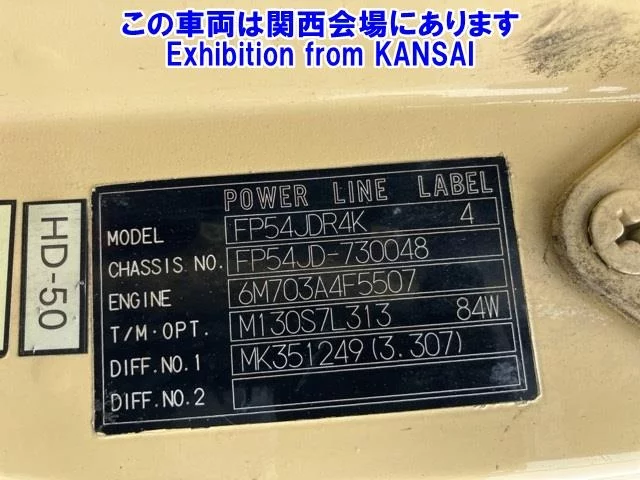 この車両は関西会場にあります
Exhibition from KANSAI
POWER LINE LABEL
MODEL FP54JDR4K 4
CHASSIS NO. FP54JD-730048
ENGINE 6M703A4F5507
T/M・OPT. M130S7L313 84W
DIFF.NO.1 MK351249(3.307)
DIFF.NO.2
HD-50